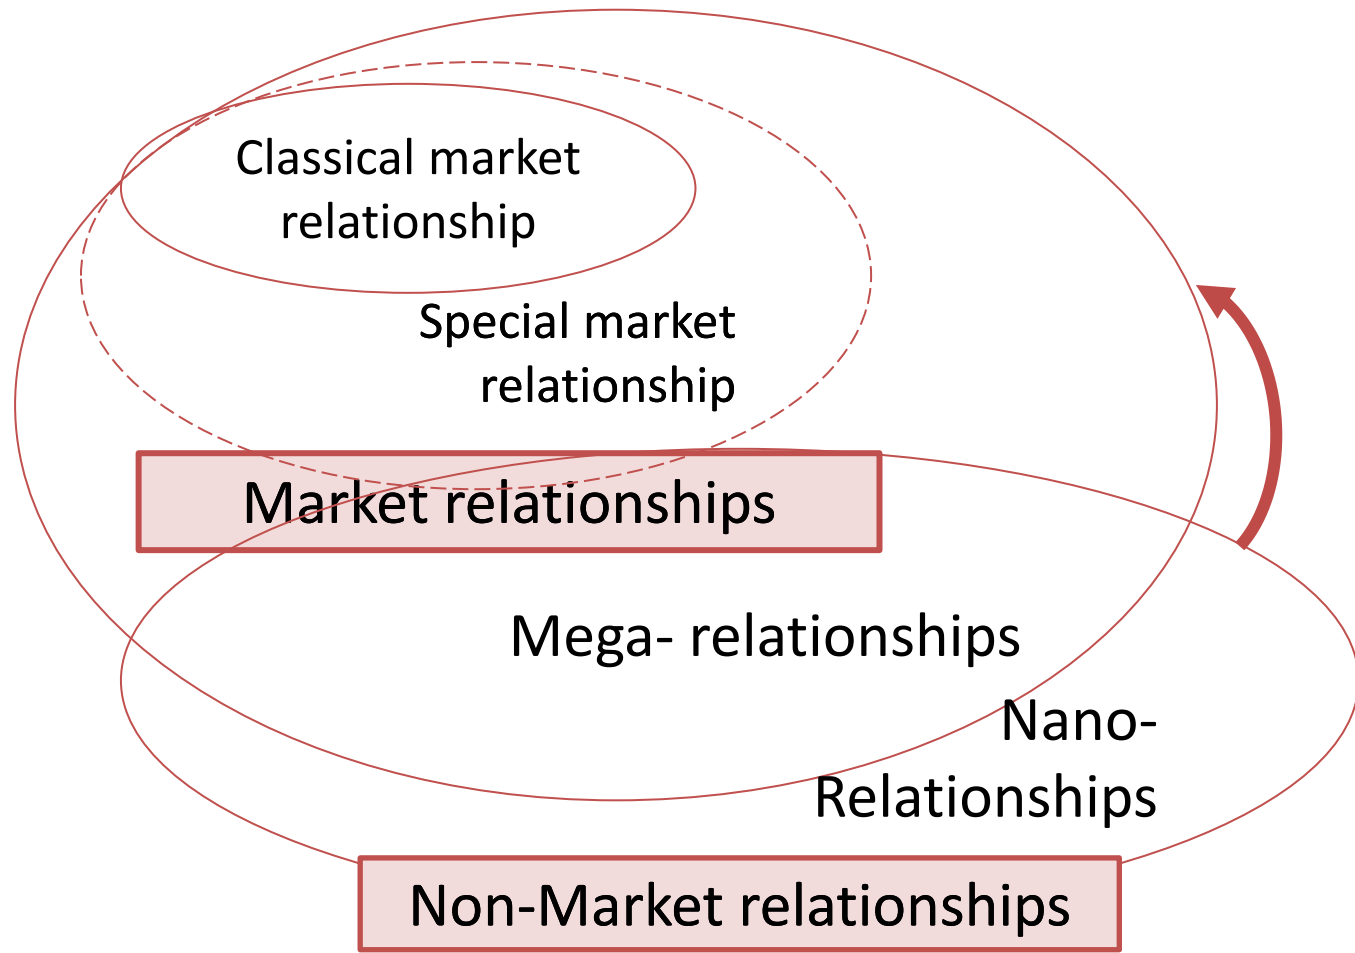 Classical market
relationship
Special market
relationship
Market relationships
Mega- relationships
Nano-
Relationships
Non-Market relationships